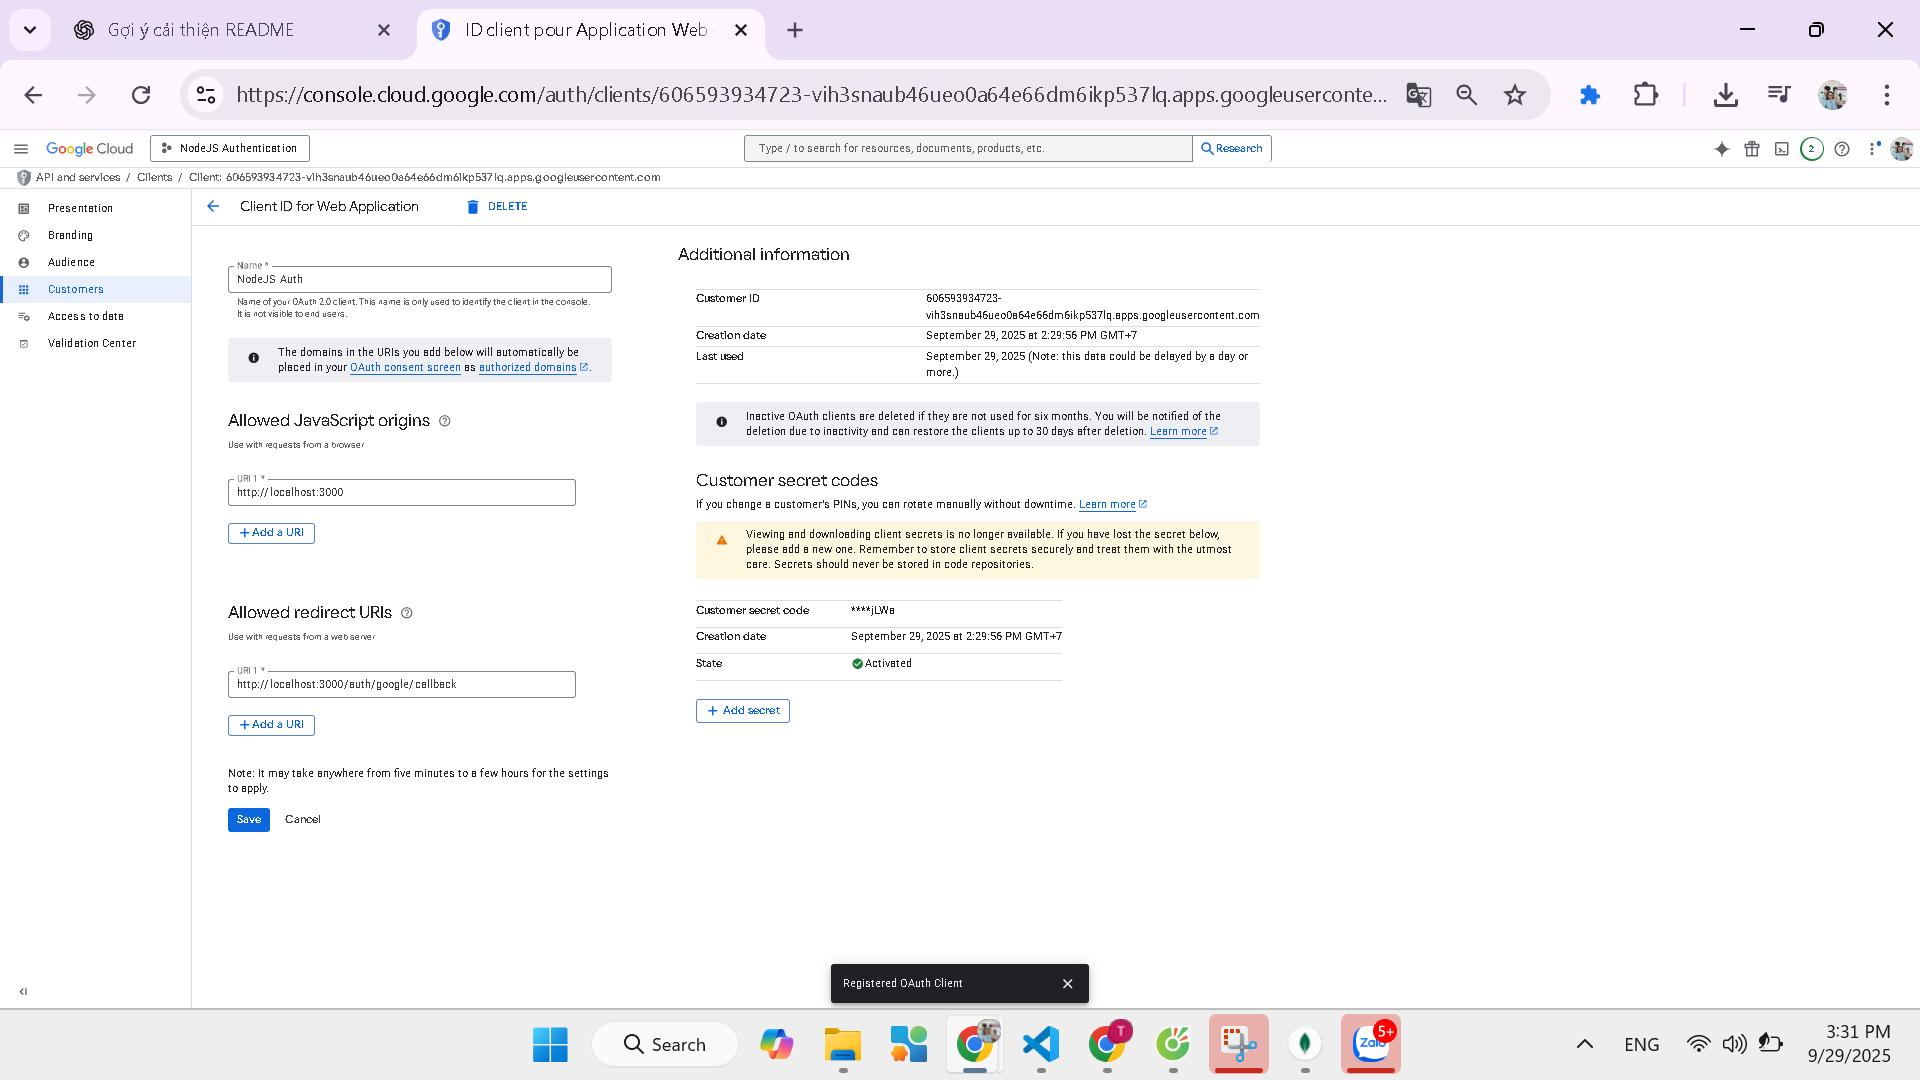 Gợi ý cải thiện README
ID client pour Application Web
https://console.cloud.google.com/auth/clients/606593934723-vih3snaub46ueo0a64e66dm6ikp537lq.apps.googleuserconte...
Google Cloud
NodeJS Authentication
Type / to search for resources, documents, products, etc.
Research
2
API and services / Clients / Client: 606593934723-vih3snaub46ueo0a64e66dm6ikp537lq.apps.googleusercontent.com
Presentation
Branding
Audience
Customers
Access to data
Validation Center
Client ID for Web Application
DELETE
Name *
NodeJS Auth
Name of your OAuth 2.0 client. This name is only used to identify the client in the console.
It is not visible to end users.
The domains in the URIs you add below will automatically be
placed in your OAuth consent screen as authorized domains.
Allowed JavaScript origins
Use with requests from a browser
URI 1 *
http://localhost:3000
+ Add a URI
Allowed redirect URIs
Use with requests from a web server
URI 1 *
http://localhost:3000/auth/google/callback
+ Add a URI
Note: It may take anywhere from five minutes to a few hours for the settings
to apply.
Save
Cancel
Additional information
Customer ID
606593934723-
vih3snaub46ueo0a64e66dm6ikp537lq.apps.googleusercontent.com
Creation date
September 29, 2025 at 2:29:56 PM GMT+7
Last used
September 29, 2025 (Note: this data could be delayed by a day or
more.)
Inactive OAuth clients are deleted if they are not used for six months. You will be notified of the
deletion due to inactivity and can restore the clients up to 30 days after deletion. Learn more
Customer secret codes
If you change a customer's PINs, you can rotate manually without downtime. Learn more
Viewing and downloading client secrets is no longer available. If you have lost the secret below,
please add a new one. Remember to store client secrets securely and treat them with the utmost
care. Secrets should never be stored in code repositories.
Customer secret code
****jLWa
Creation date
September 29, 2025 at 2:29:56 PM GMT+7
State
Activated
+ Add secret
Registered OAuth Client
Search
T
Zalo
5+
ENG
3:31 PM
9/29/2025